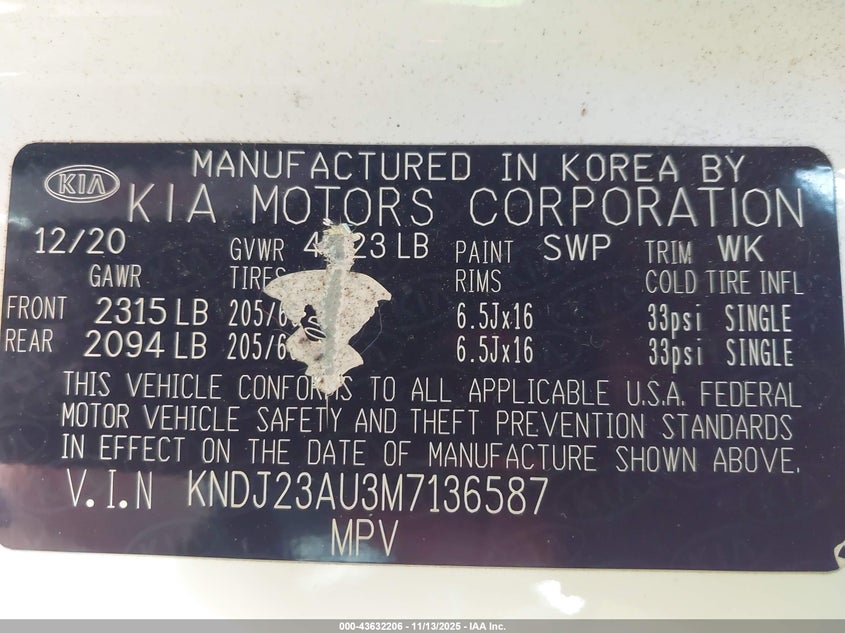 MANUFACTURED IN KOREA BY
KIA KIA MOTORS CORPORATION
12/20 GVWR LB PAINT SWP TRIM WK
GAWR TIRES RIMS COLD TIRE INFL
FRONT 2315 LB 6.5Jx16 33psi SINGLE
REAR 2094 LB 6.5Jx16 33psi SINGLE
THIS VEHICLE CONFORMS TO ALL APPLICABLE U.S.A. FEDERAL
MOTOR VEHICLE SAFETY AND THEFT PREVENTION STANDARDS
IN EFFECT ON THE DATE OF MANUFACTURE SHOWN ABOVE.
V.I.N KNDJ23AU3M7136587
MPV
000-43632206 - 11/13/2025 - IAA Inc.